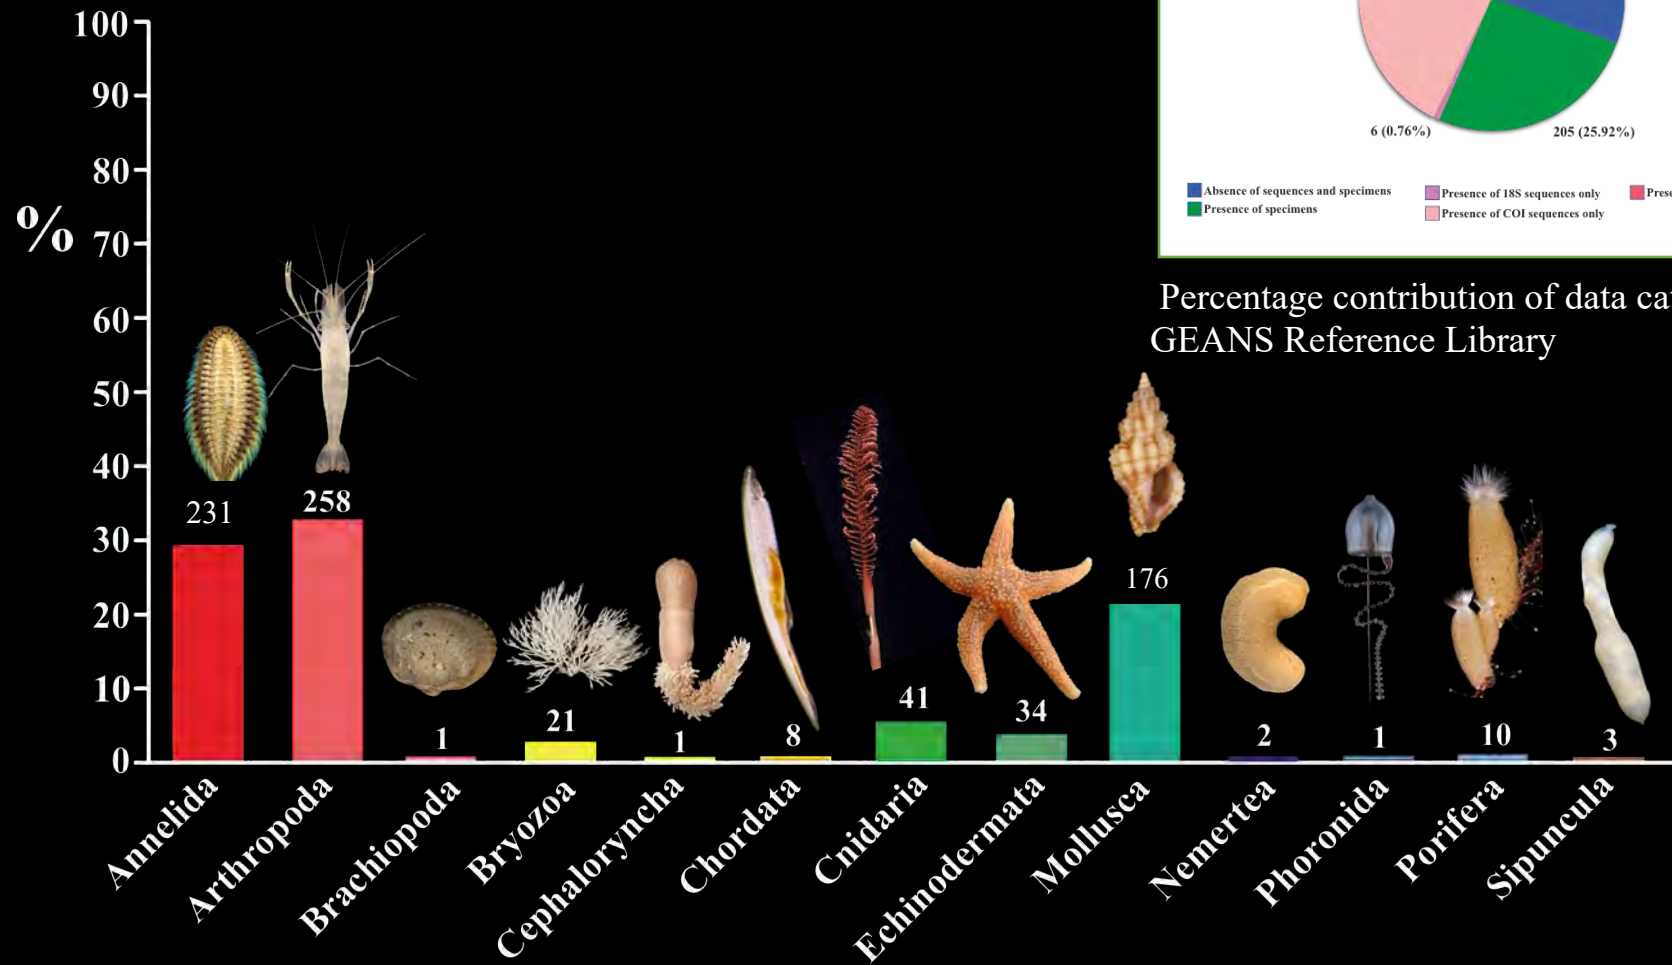 100
90
80
70
60
50
40
30
20
10
0
%
6 (0.76%)
205 (25.92%)
Absence of sequences and specimens
Presence of specimens
Presence of 18S sequences only
Presence of COI sequences only
Percentage contribution of data
GEANS Reference Library
231
258
1
21
1
8
41
34
176
2
1
10
3
Annelida
Arthropoda
Brachiopoda
Bryozoa
Cephaloryncha
Chordata
Cnidaria
Echinodermata
Mollusca
Nemertea
Phoronida
Porifera
Sipuncula